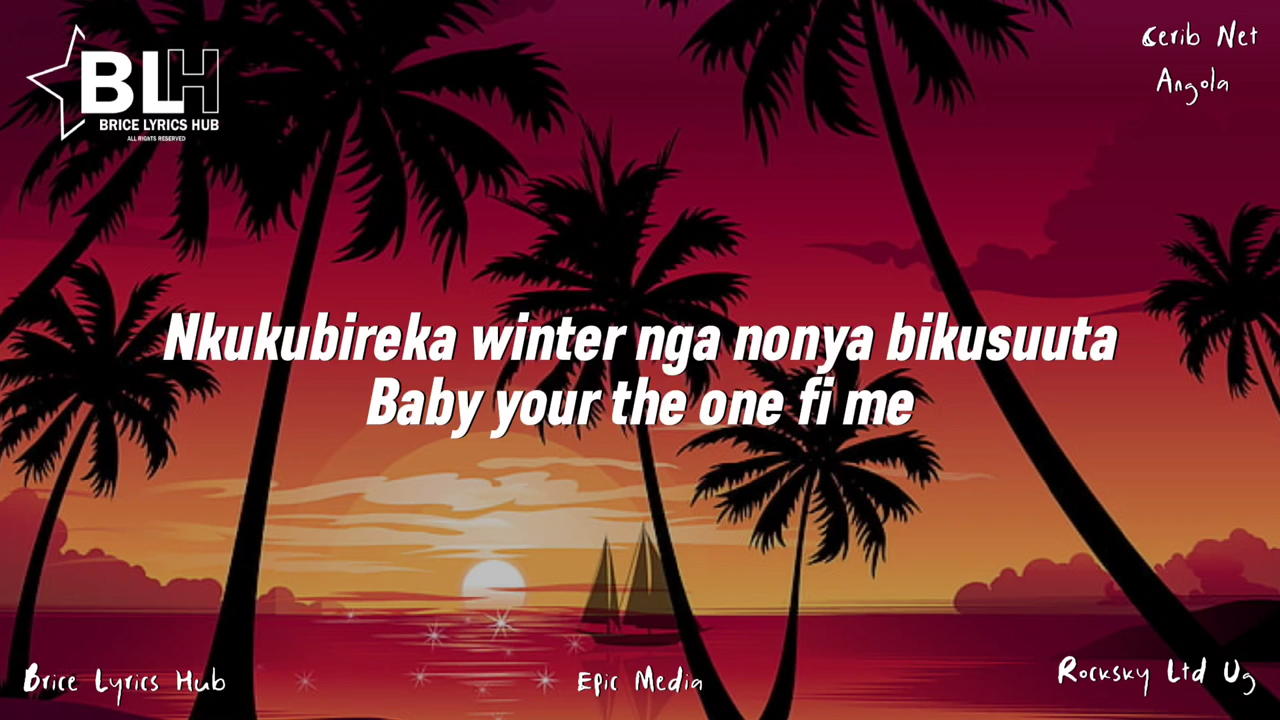 BLH
BRICE LYRICS HUB
ALL RIGHTS RESERVED
Cerib Net
Angola
Nkukubireka winter nga nonya bikusuuta
Baby your the one fi me
Brice Lyrics Hub
Epic Media
Rocksky Ltd Ug